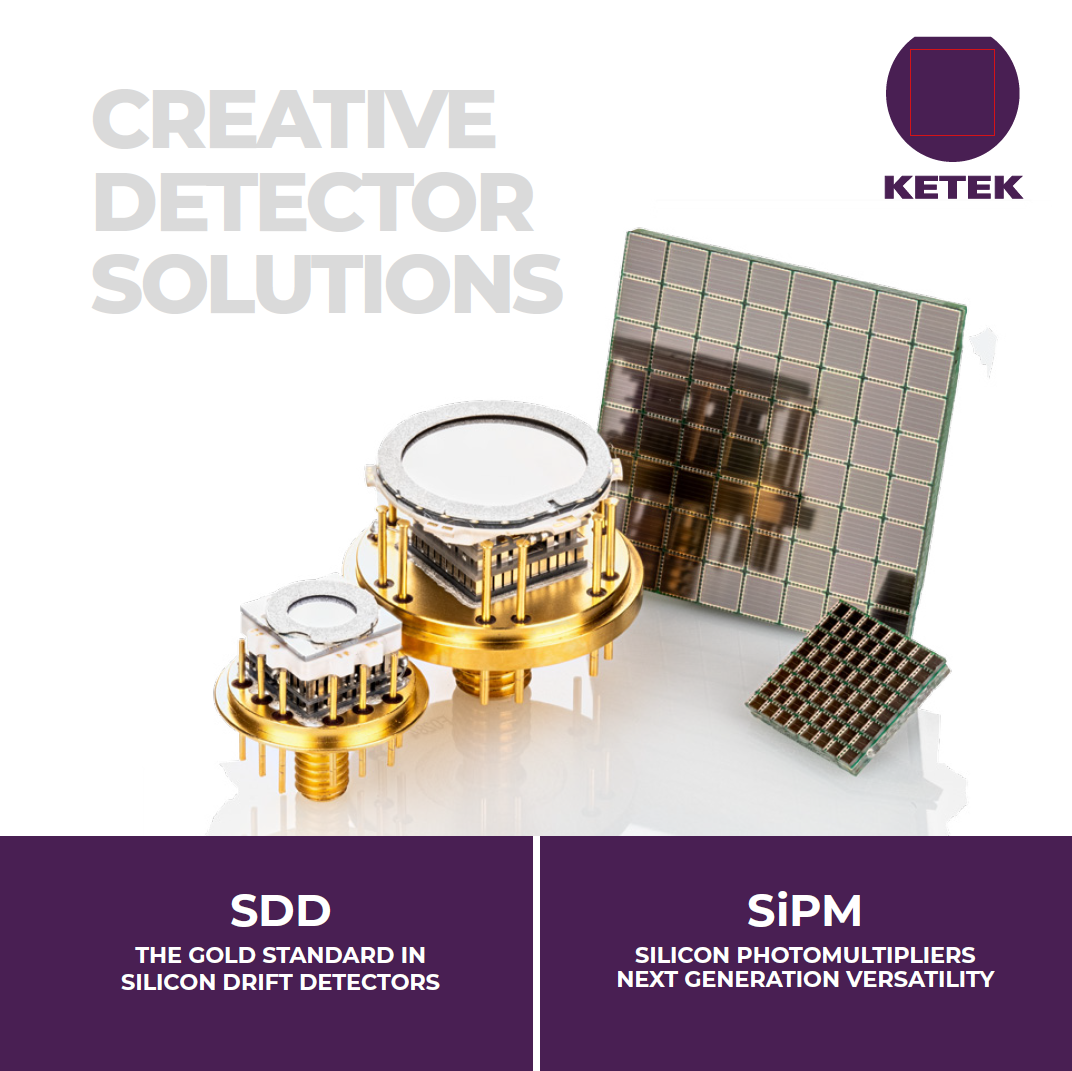 CREATIVE
DETECTOR
SOLUTIONS
KETEK
SDD
THE GOLD STANDARD IN
SILICON DRIFT DETECTORS
SiPM
SILICON PHOTOMULTIPLIERS
NEXT GENERATION VERSATILITY